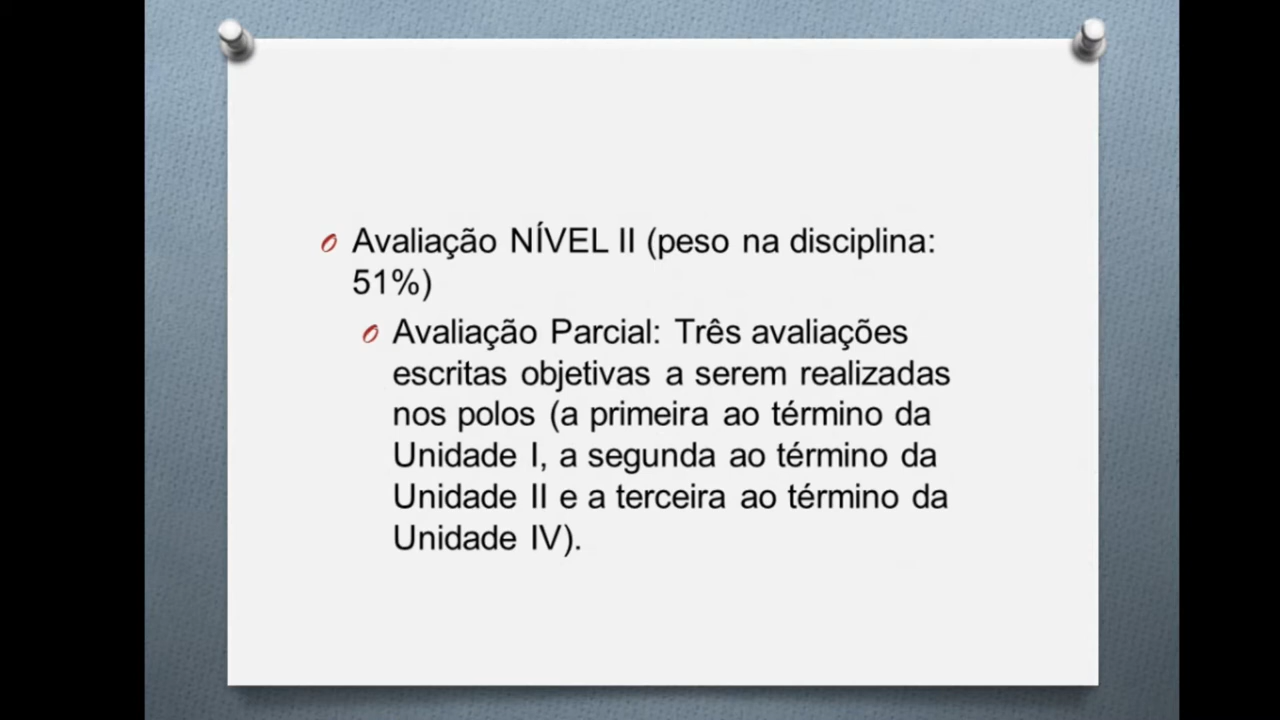 Avaliação NÍVEL II (peso na disciplina:
51%)
Avaliação Parcial: Três avaliações
escritas objetivas a serem realizadas
nos polos (a primeira ao término da
Unidade I, a segunda ao término da
Unidade II e a terceira ao término da
Unidade IV).